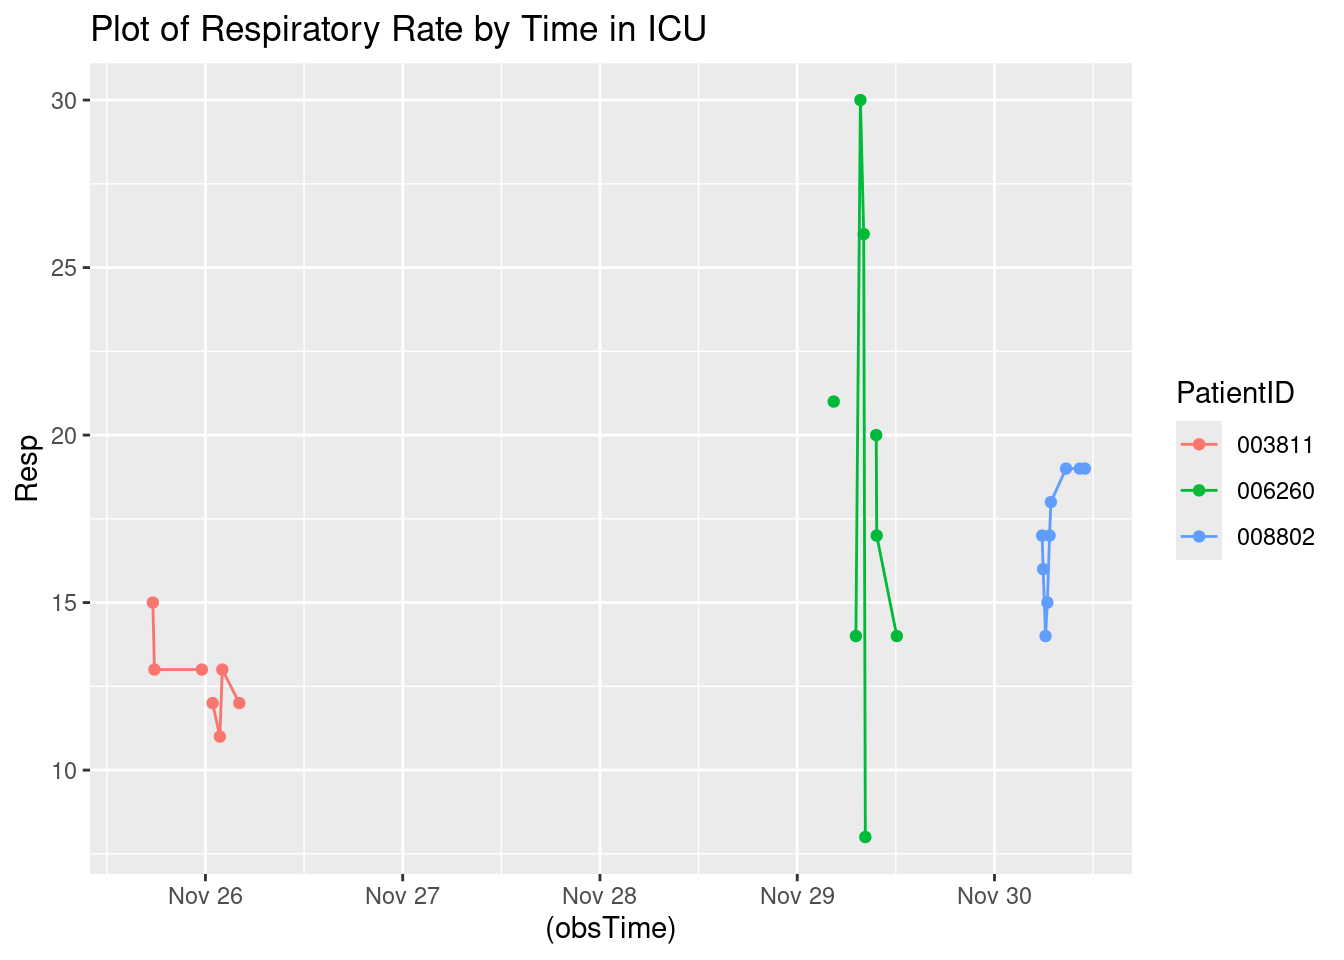 Plot of Respiratory Rate by Time in ICU
30
25
20
15
10
Resp
Nov 26
Nov 27
Nov 28
Nov 29
Nov 30
(obsTime)
PatientID
003811
006260
008802